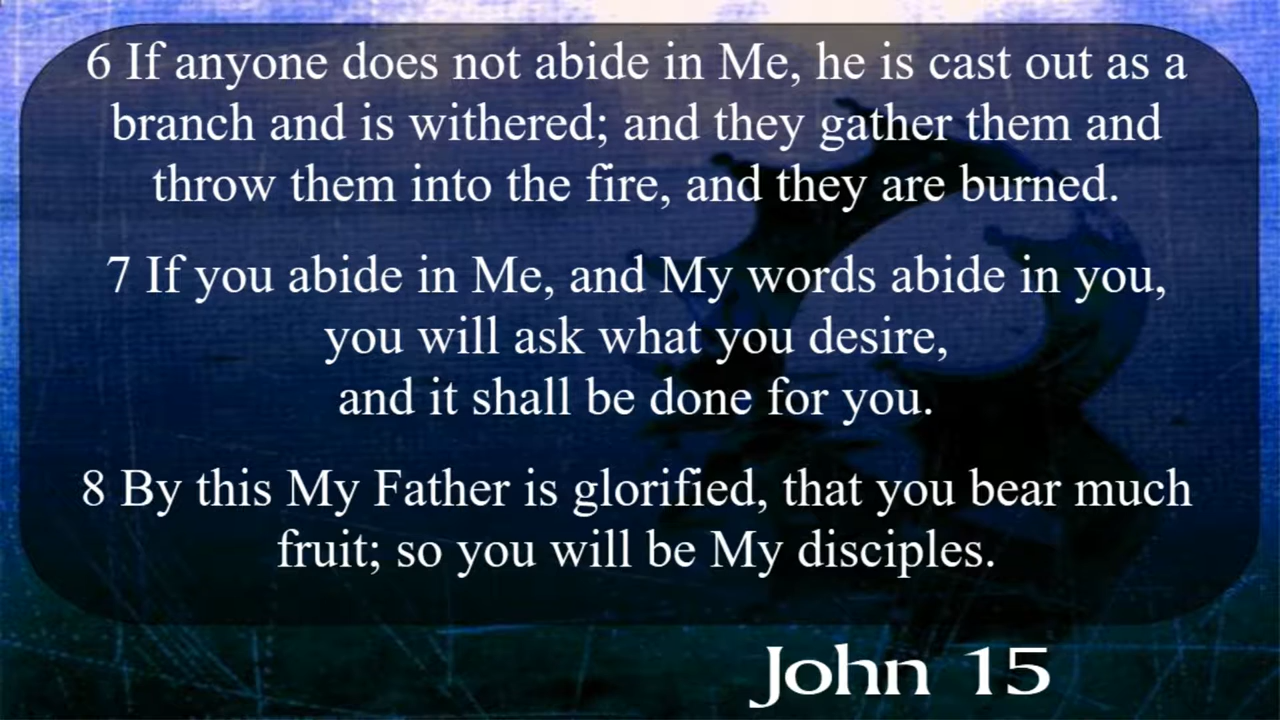 6 If anyone does not abide in Me, he is cast out as a
branch and is withered; and they gather them and
throw them into the fire, and they are burned.
7 If you abide in Me, and My words abide in you,
you will ask what you desire,
and it shall be done for you.
8 By this My Father is glorified, that you bear much
fruit; so you will be My disciples.
John 15